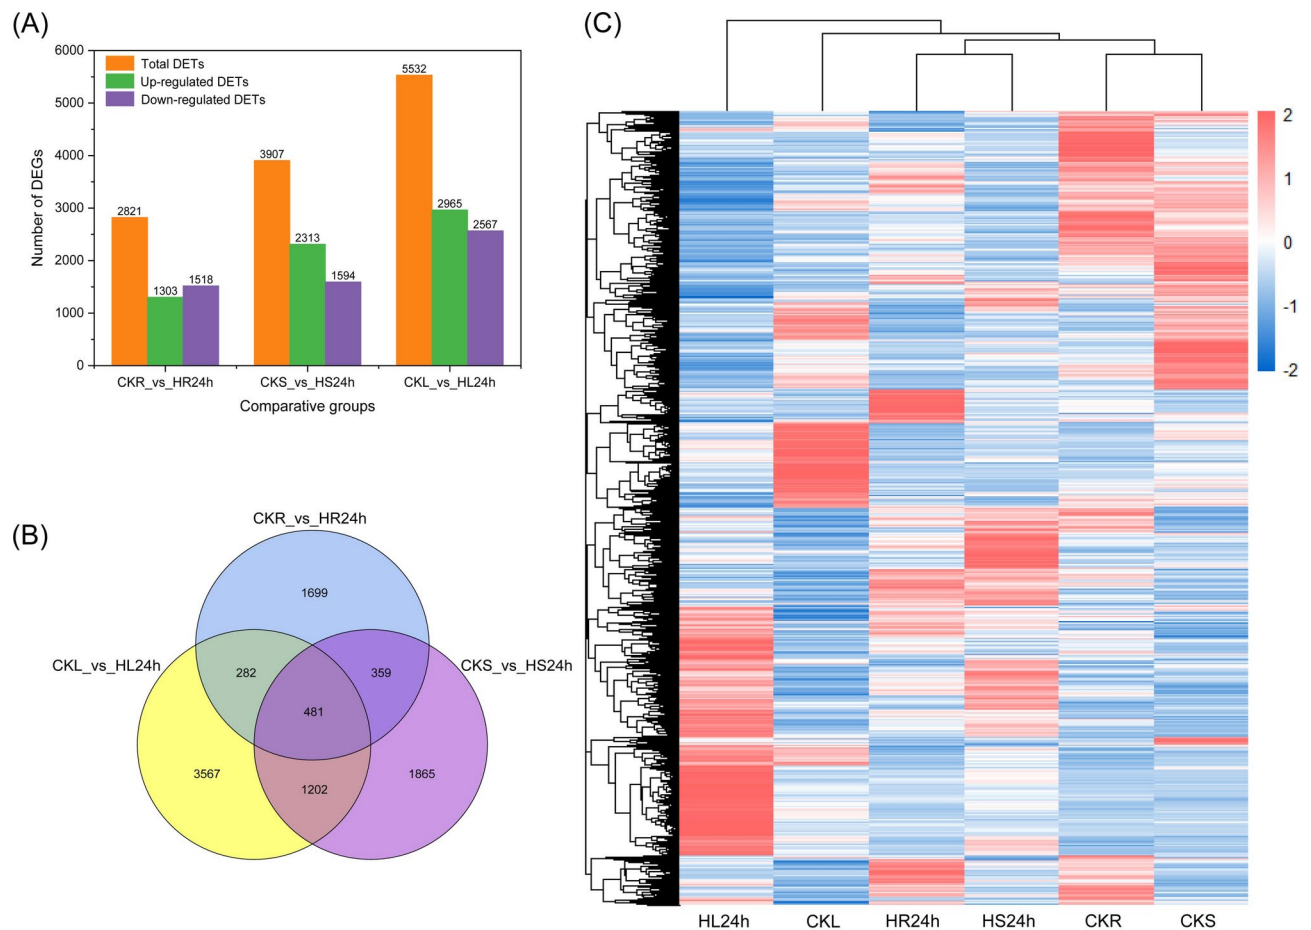 (A)
6000
5000
4000
3000
2000
1000
0
Number of DEGs
Total DETs
Up-regulated DETs
Down-regulated DETs
2821
1303
1518
3907
2313
1594
5532
2965
2567
CKR_vs_HR24h
CKS_vs_HS24h
CKL_vs_HL24h
Comparative groups
(B)
CKR_vs_HR24h
CKL_vs_HL24h
CKS_vs_HS24h
1699
282
359
481
3567
1202
1865
(C)
2
1
0
-1
-2
HL24h
CKL
HR24h
HS24h
CKR
CKS